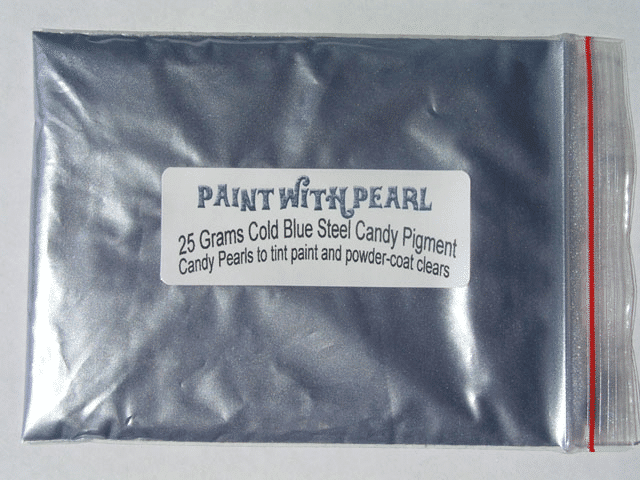 PAINT WITH PEARL
25 Grams Cold Blue Steel Candy Pigment
Candy Pearls to tint paint and powder-coat clears